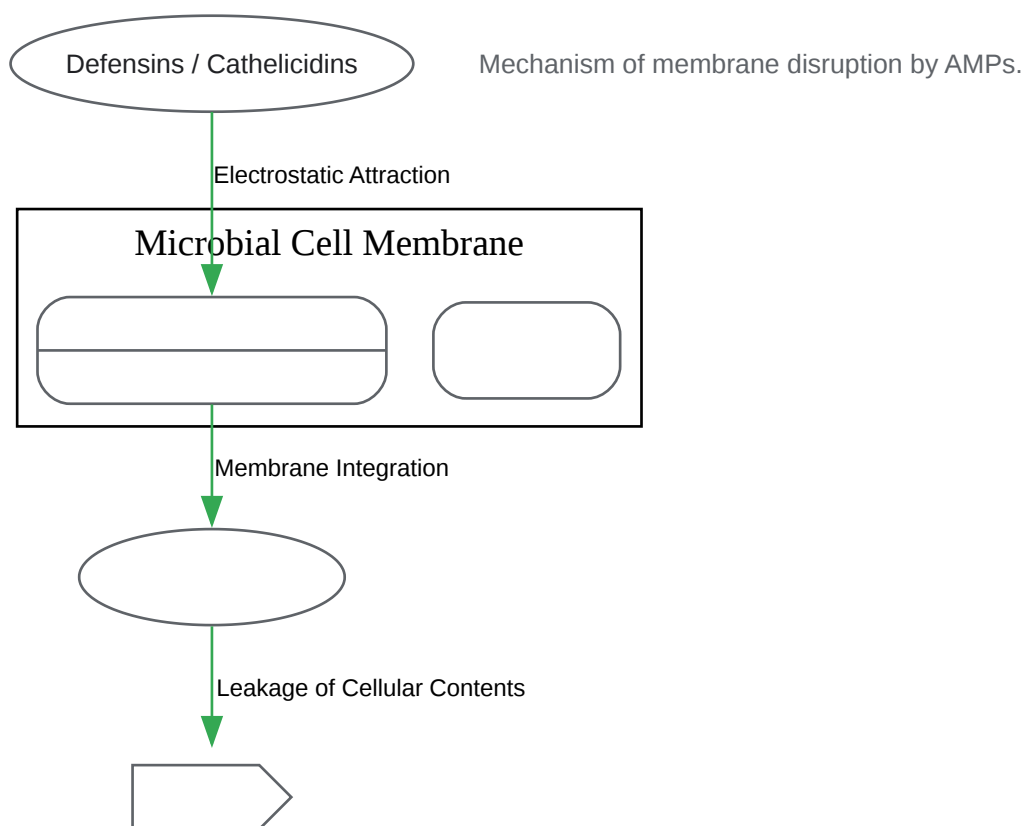 Defensins / Cathelicidins
Mechanism of membrane disruption by AMPs.
Electrostatic Attraction
Microbial Cell Membrane
Membrane Integration
Leakage of Cellular Contents